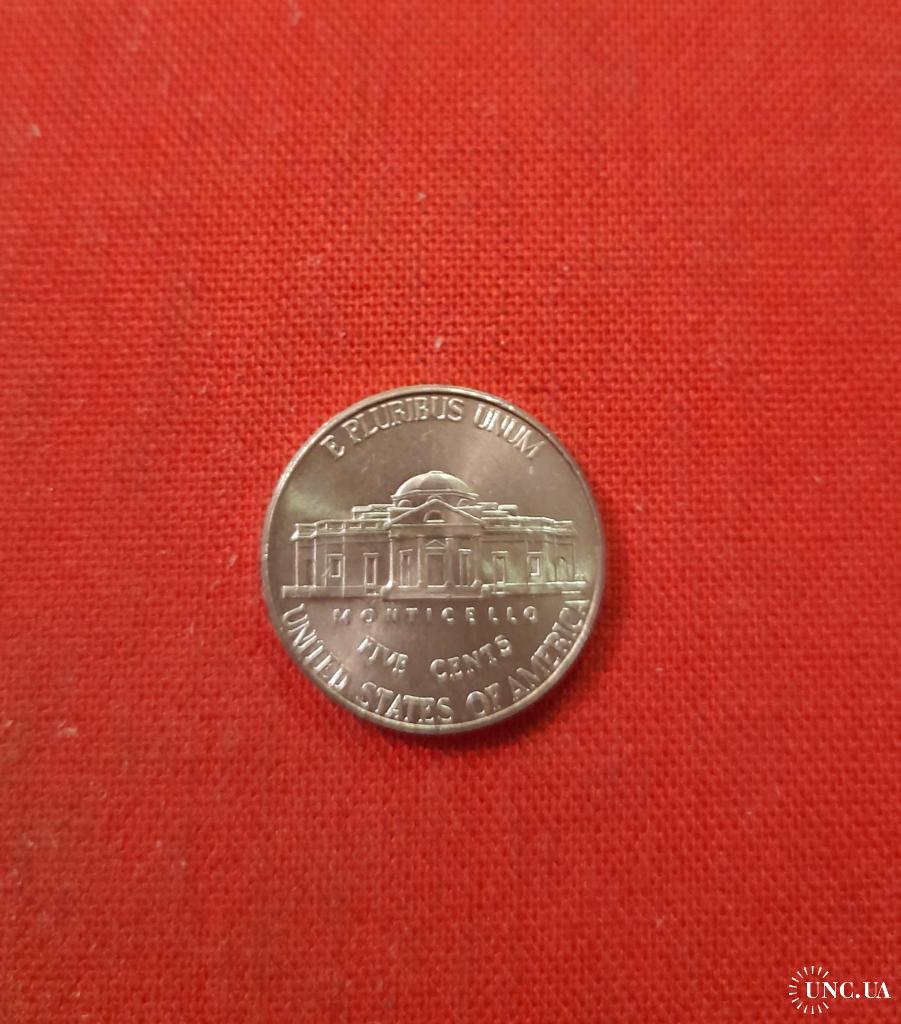 E PLURIBUS UNUM
MONTICELLO
FIVE CENTS
UNITED STATES OF AMERICA
UNC.UA